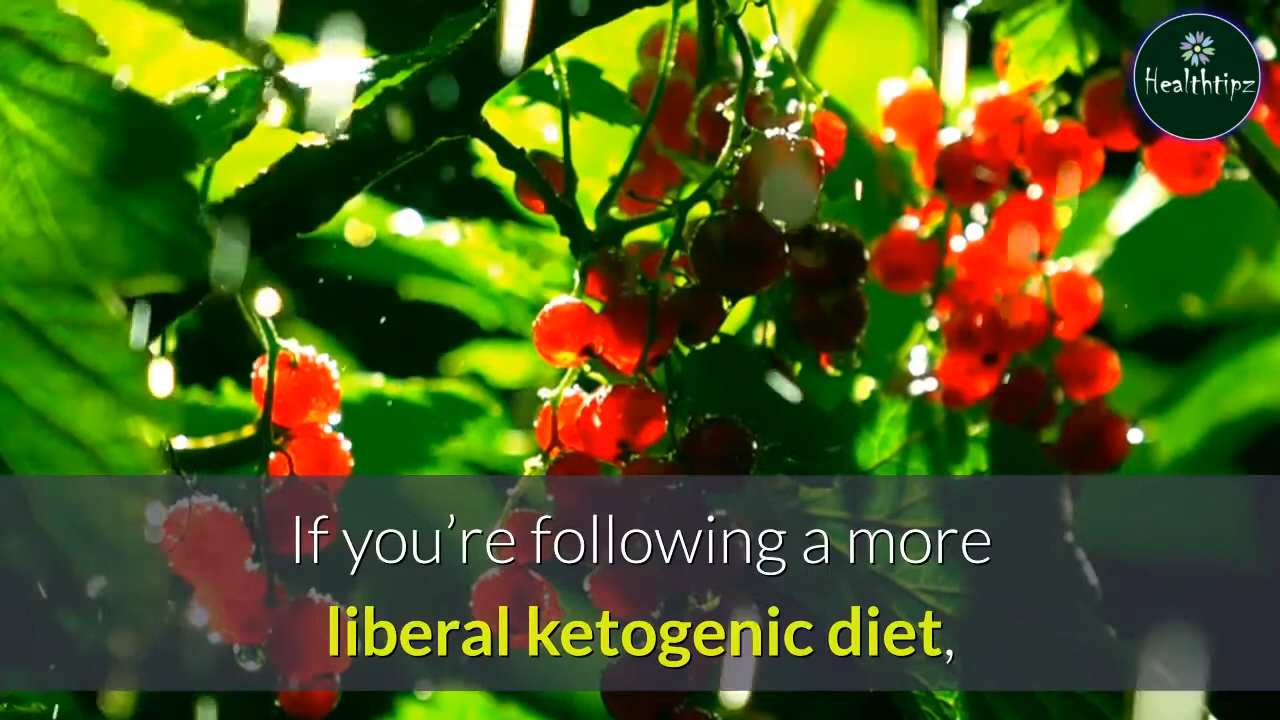 Healthtipz
If you’re following a more
liberal ketogenic diet,